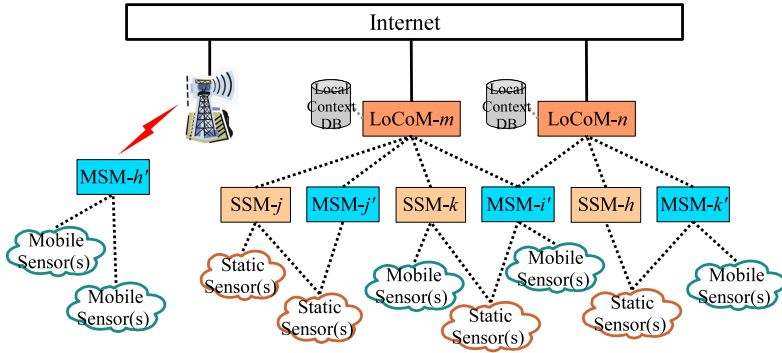 Internet
Local
Context
DB
LoCoM-m
Local
Context
DB
LoCoM-n
MSM-h'
SSM-j
MSM-j'
SSM-k
MSM-i'
SSM-h
MSM-k'
Mobile
Sensor(s)
Mobile
Sensor(s)
Static
Sensor(s)
Static
Sensor(s)
Mobile
Sensor(s)
Static
Sensor(s)
Mobile
Sensor(s)
Static
Sensor(s)
Mobile
Sensor(s)